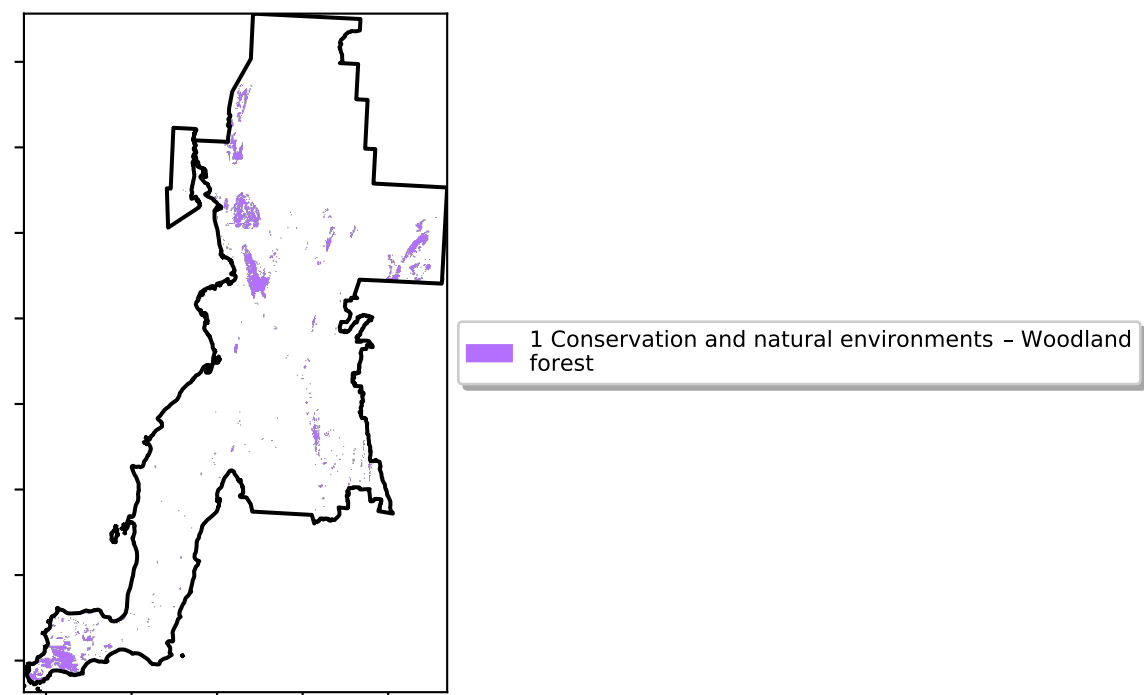 1 Conservation and natural environments – Woodland
forest